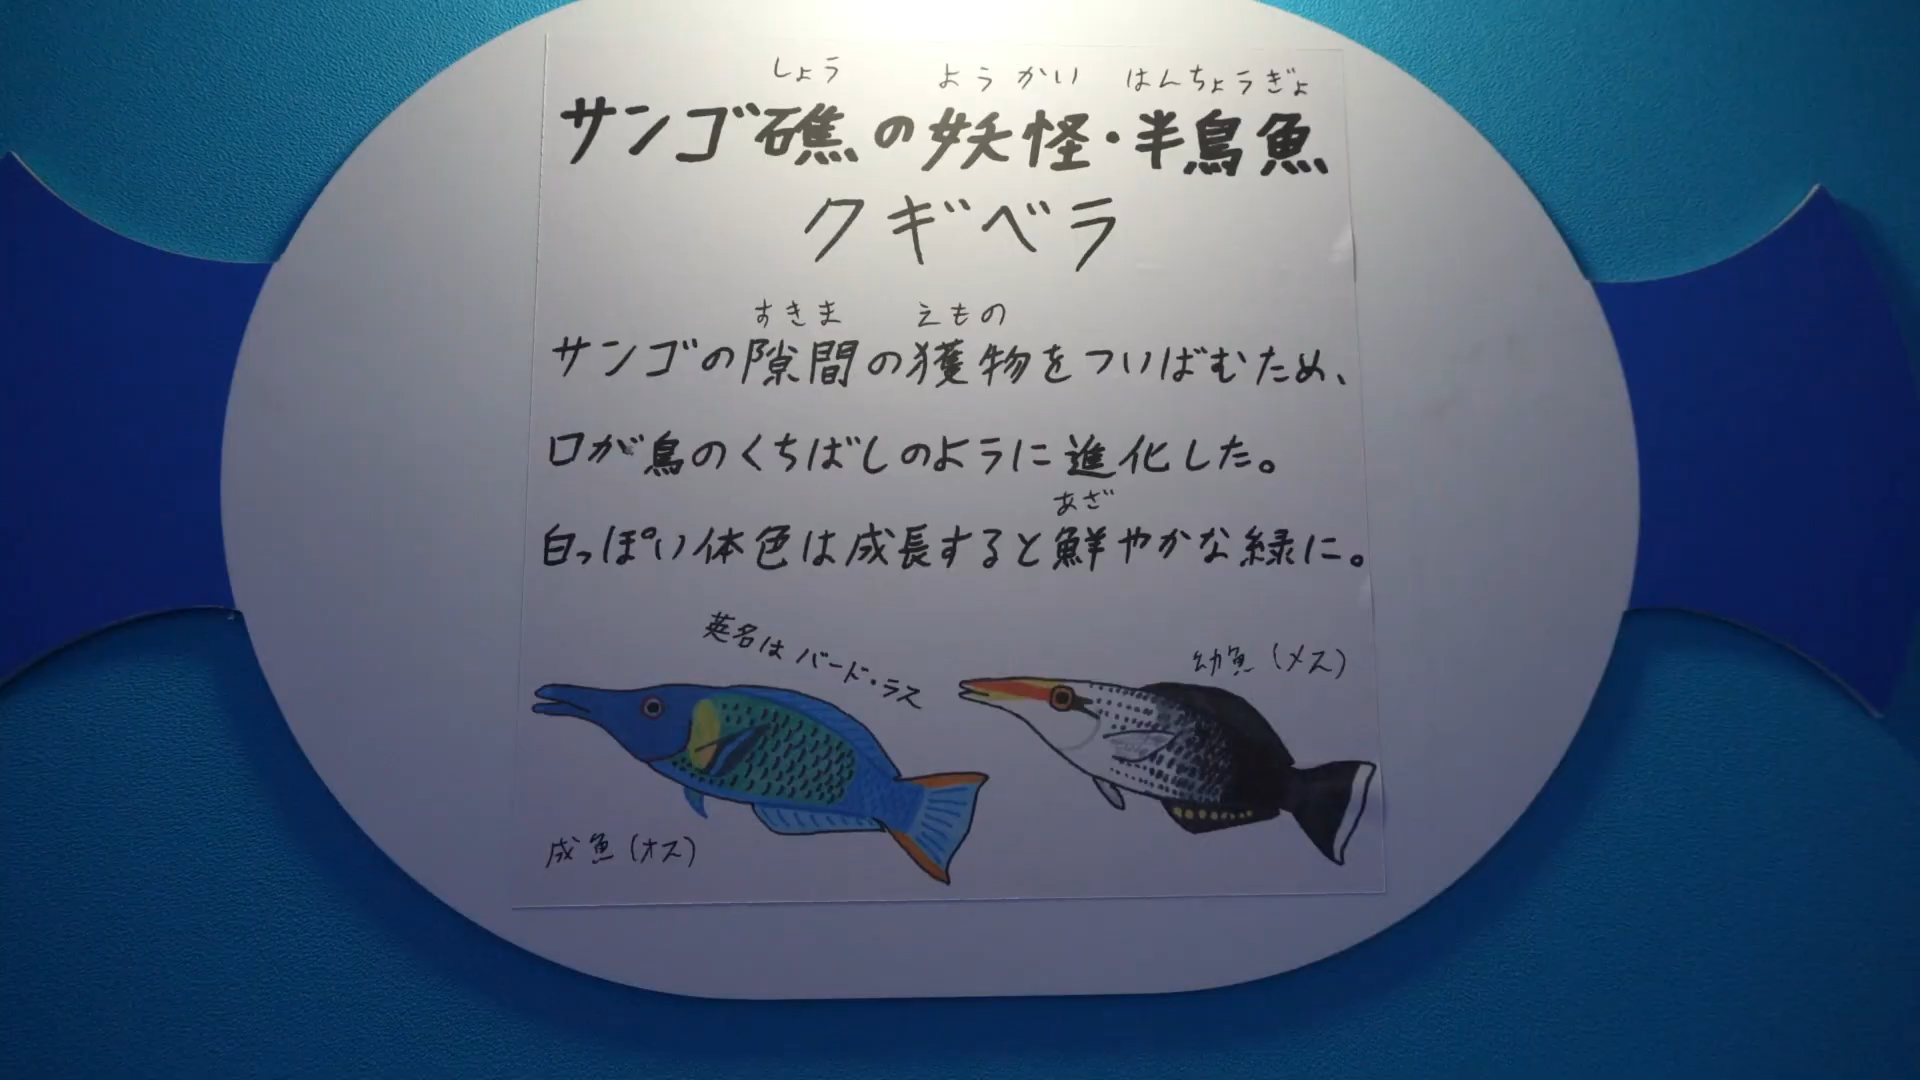 しょう ようかい はんちょうぎょ
サンゴ礁の妖怪・半鳥魚
クギベラ
すきま えもの
サンゴの隙間の獲物をついばむため、
口が鳥のくちばしのように進化した。
あざ
白っぽい体色は成長すると鮮やかな緑に。
英名はバード・ラス
幼魚(メス)
成魚(オス)